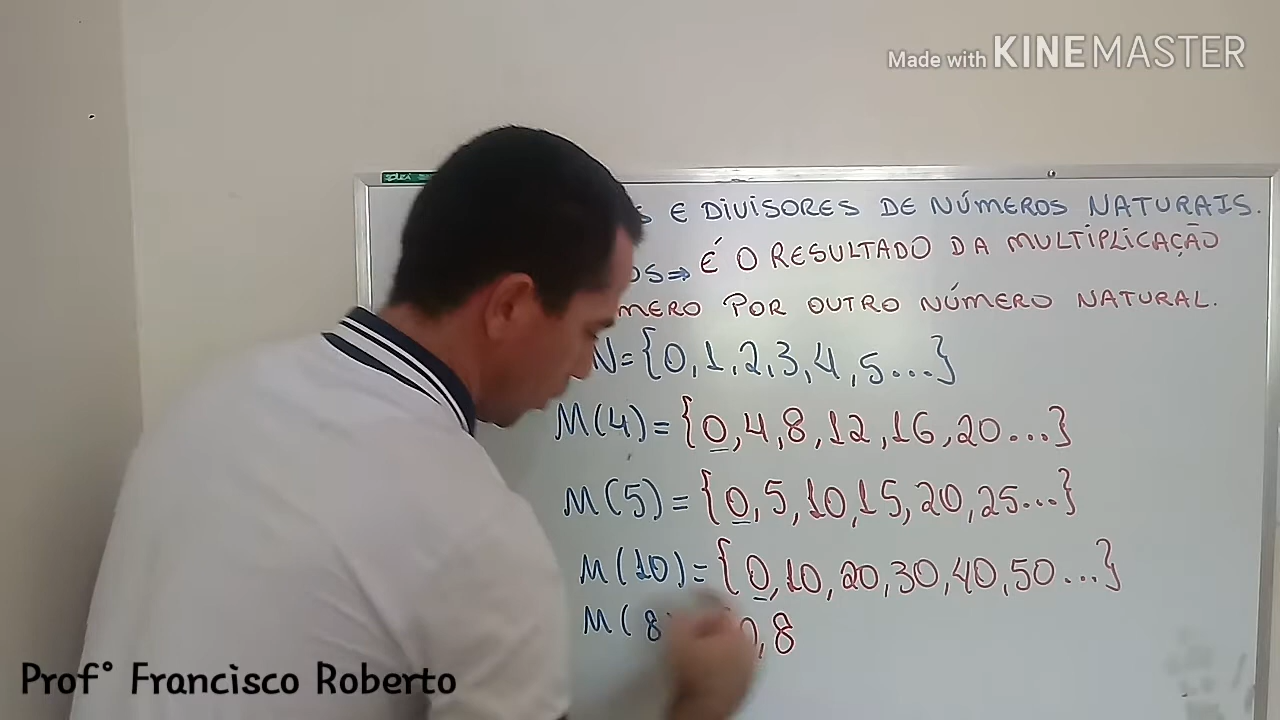 Made with KINEMASTER
E DIVISORES DE NÚMEROS NATURAIS.
⇒ É O RESULTADO DA MULTIPLICAÇÃO
POR OUTRO NÚMERO NATURAL.
N={0,1,2,3,4,5...}
M(4)={0,4,8,12,16,20...}
M(5)={0,5,10,15,20,25...}
M(10)={0,10,20,30,40,50...}
M(8 0,8
Prof° Francisco Roberto